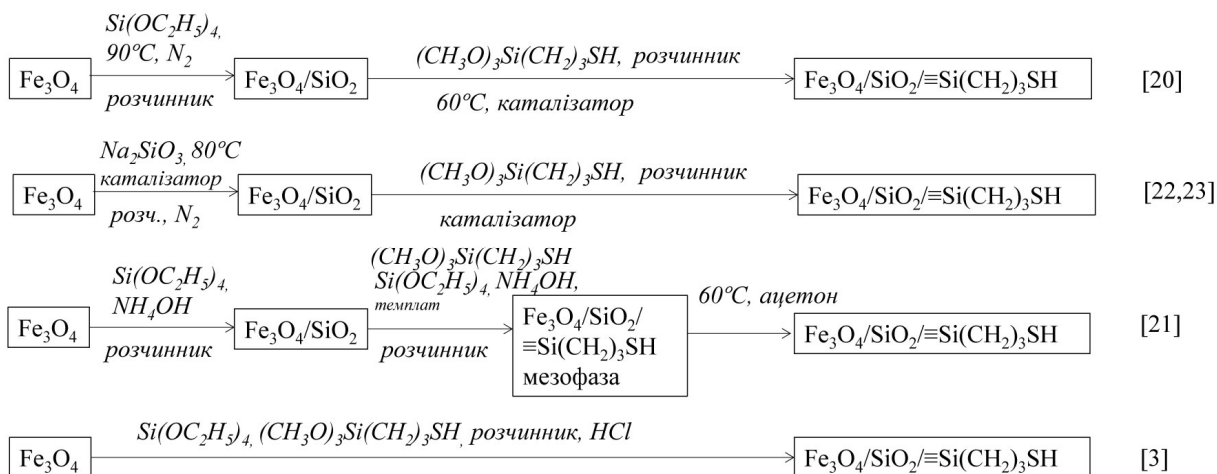 Si(OC₂H₅)₄,
90ºC, N₂
Fe₃O₄
розчинник
Fe₃O₄/SiO₂
(CH₃O)₃Si(CH₂)₃SH, розчинник
60ºC, каталізатор
Fe₃O₄/SiO₂/≡Si(CH₂)₃SH
[20]
Na₂SiO₃, 80ºC
каталізатор
Fe₃O₄
розч., N₂
Fe₃O₄/SiO₂
(CH₃O)₃Si(CH₂)₃SH, розчинник
каталізатор
Fe₃O₄/SiO₂/≡Si(CH₂)₃SH
[22,23]
Si(OC₂H₅)₄,
NH₄OH
Fe₃O₄
розчинник
Fe₃O₄/SiO₂
(CH₃O)₃Si(CH₂)₃SH
Si(OC₂H₅)₄, NH₄OH,
темплат
розчинник
Fe₃O₄/SiO₂/
≡Si(CH₂)₃SH
мезофаза
60ºC, ацетон
Fe₃O₄/SiO₂/≡Si(CH₂)₃SH
[21]
Fe₃O₄
Si(OC₂H₅)₄, (CH₃O)₃Si(CH₂)₃SH, розчинник, HCl
Fe₃O₄/SiO₂/≡Si(CH₂)₃SH
[3]